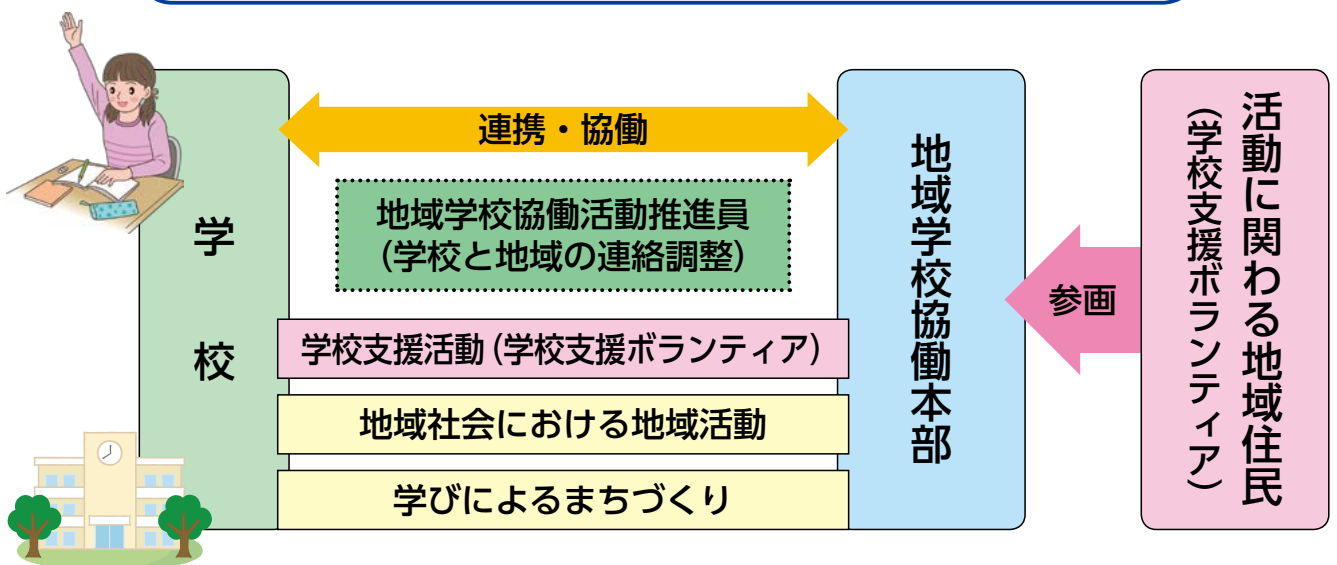 学校
連携・協働
地域学校協働活動推進員
(学校と地域の連絡調整)
学校支援活動(学校支援ボランティア)
地域社会における地域活動
学びによるまちづくり
地域学校協働本部
参画
活動に関わる地域住民
(学校支援ボランティア)